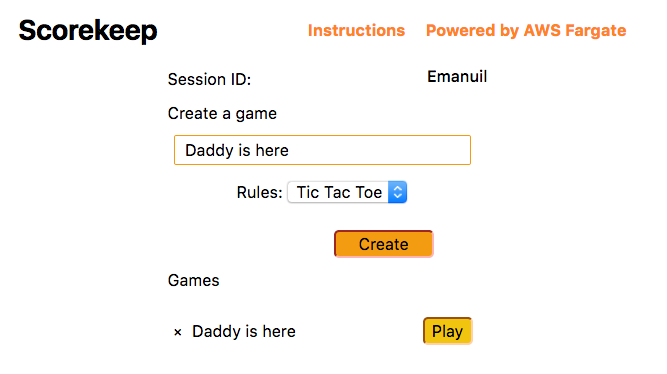 Scorekeep Instructions Powered by AWS Fargate
Session ID: Emanuil
Create a game
Daddy is here
Rules: Tic Tac Toe
Create
Games
× Daddy is here Play